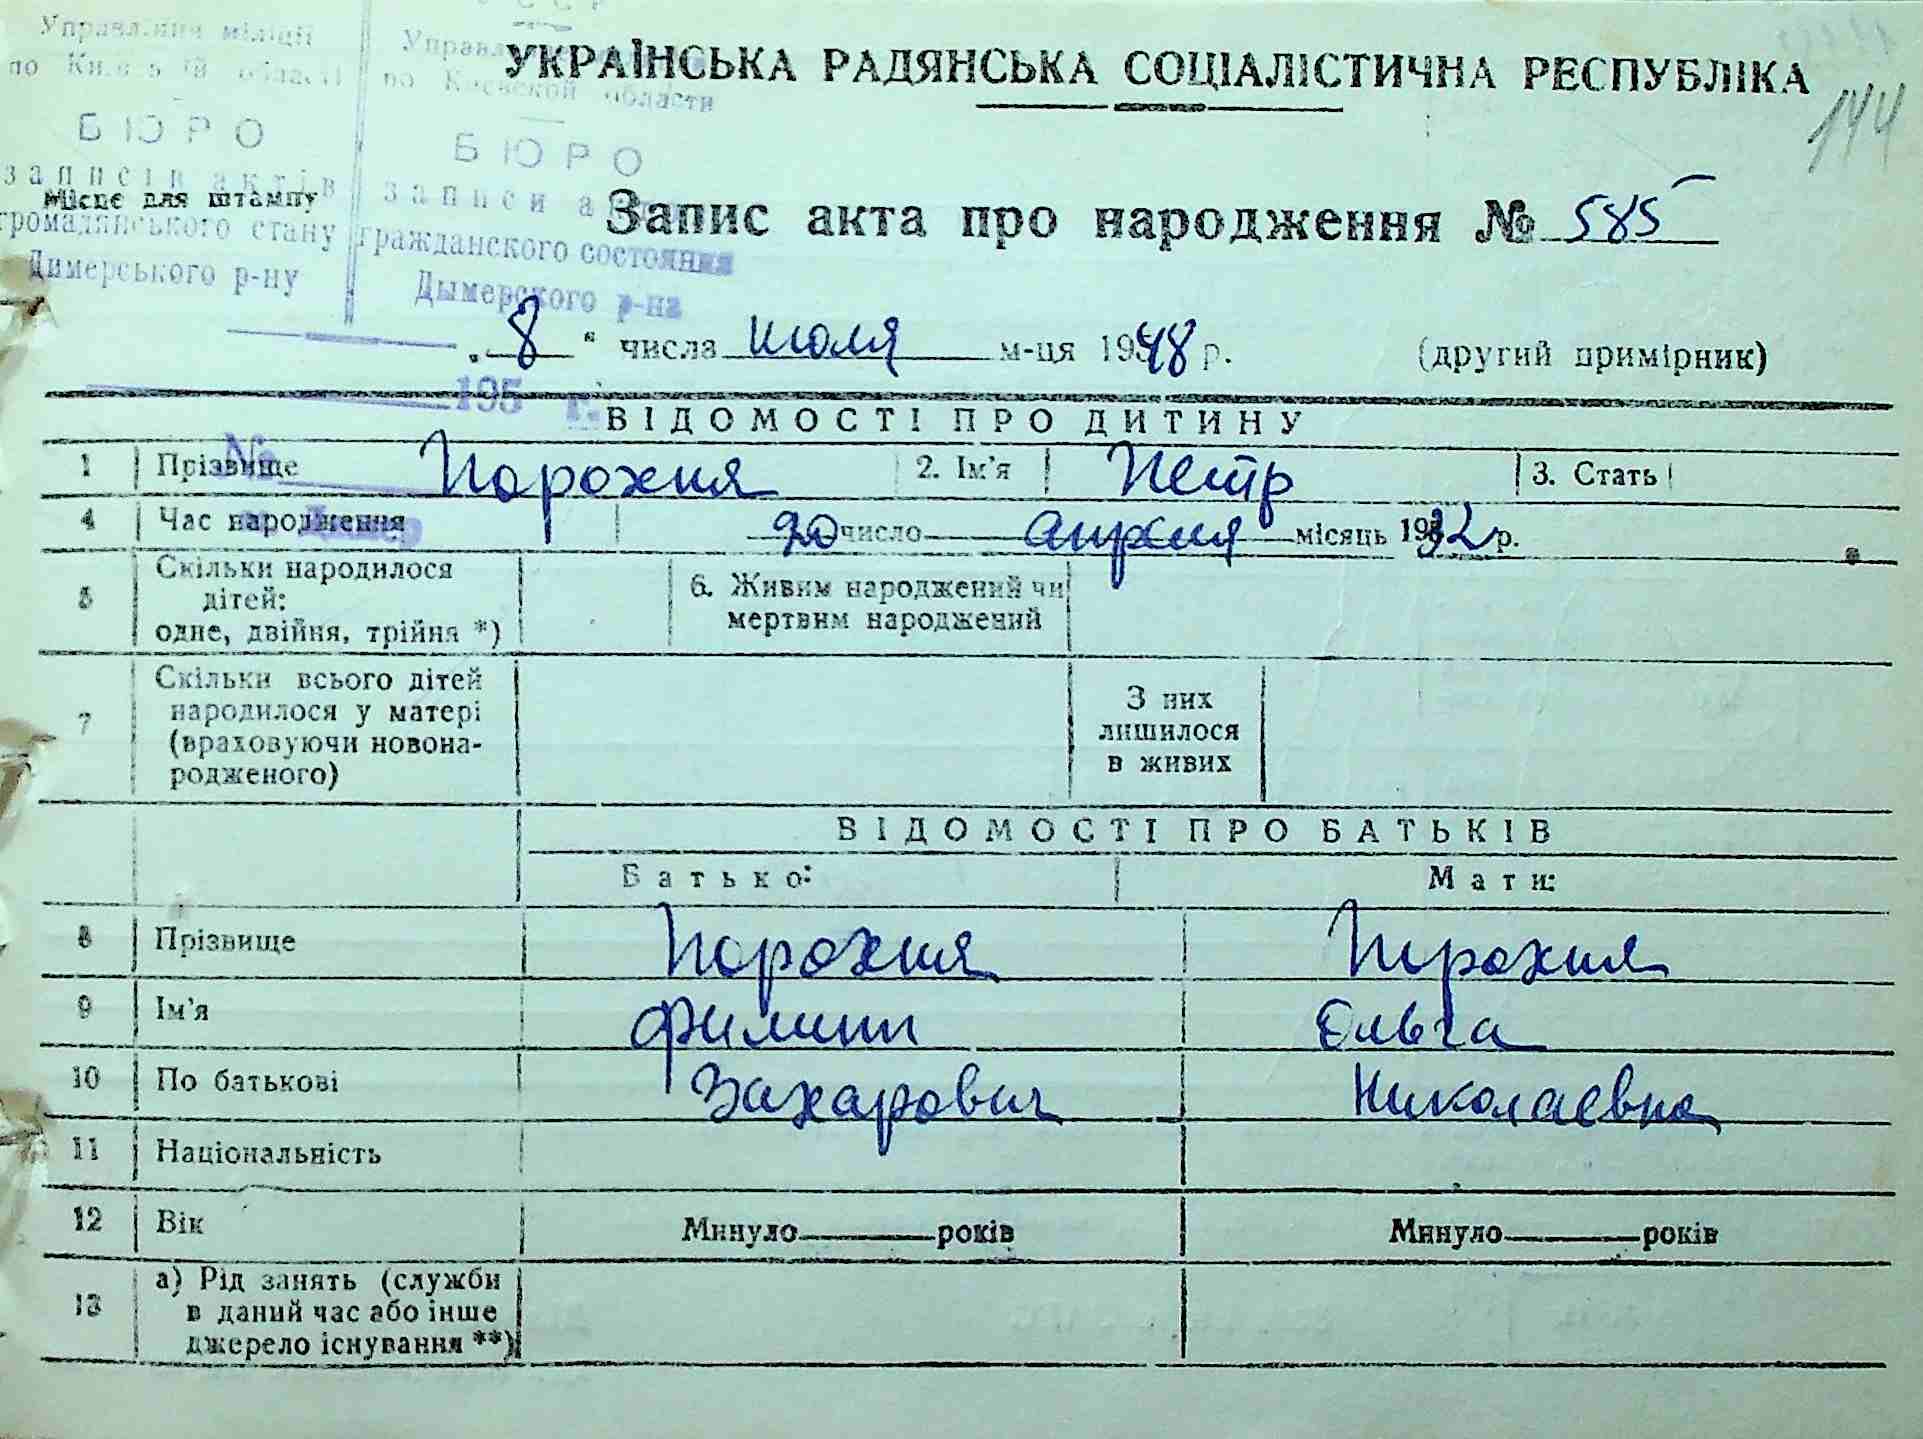 УССР
Управління міліції
по Київській області
БЮРО
записів актів
громадянського стану
Димерського р-ну
Управл
по Киевской области
БЮРО
записи а
гражданского состояния
Дымерского р-на
195 г.
№
УКРАЇНСЬКА РАДЯНСЬКА СОЦІАЛІСТИЧНА РЕСПУБЛІКА
144
Місце для штампу
Запис акта про народження № 585
„8“ числа июля м-ця 1948 р. (другий примірник)
ВІДОМОСТІ ПРО ДИТИНУ
1 Прізвище Порохня 2. Ім'я Петр 3. Стать
4 Час народження 20 число апреля місяць 1932 р.
5 Скільки народилося дітей: одне, двійня, трійня *) 6. Живим народжений чи мертвим народжений
7 Скільки всього дітей народилося у матері (враховуючи новонародженого) З них лишилося в живих
ВІДОМОСТІ ПРО БАТЬКІВ
Батько: Мати:
8 Прізвище Порохня Порохня
9 Ім'я Филипп Ольга
10 По батькові Захарович Николаевна
11 Національність
12 Вік Минуло років Минуло років
13 а) Рід занять (служби в даний час або інше джерело існування **)